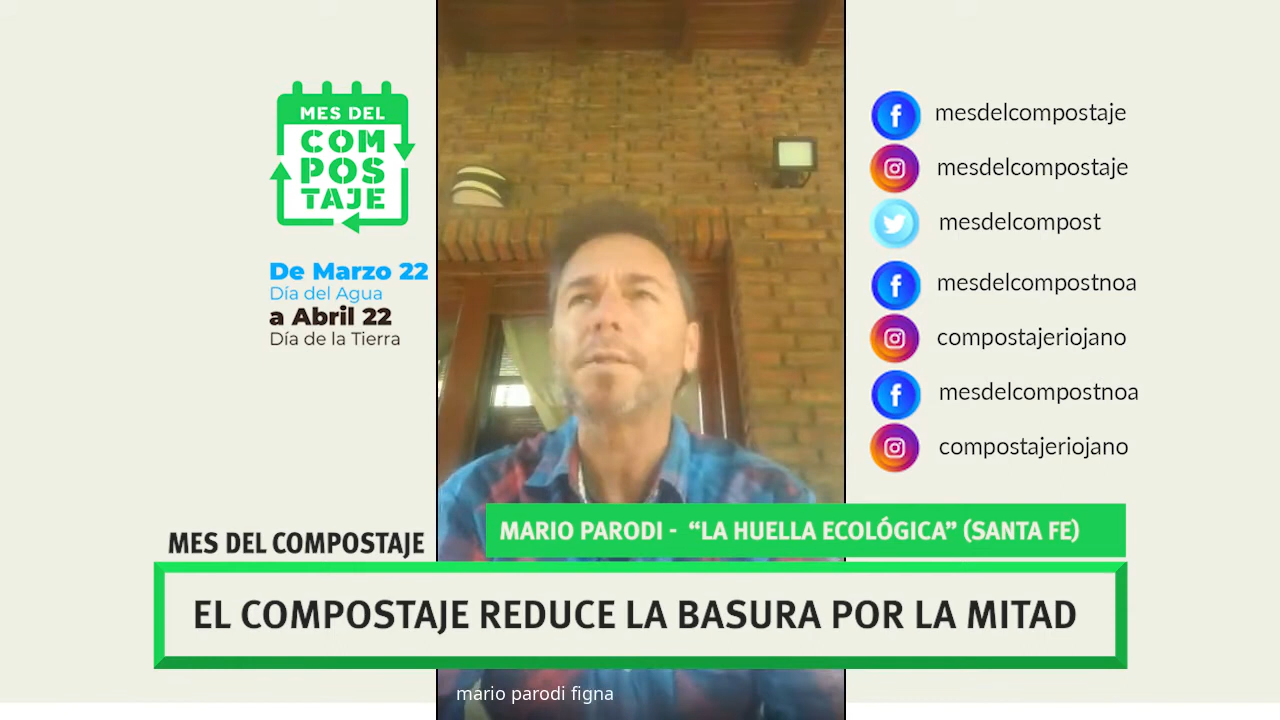 MES DEL
COM
POS
TAJE
De Marzo 22
Día del Agua
a Abril 22
Día de la Tierra
mesdelcompostaje
mesdelcompostaje
mesdelcompost
mesdelcompostnoa
compostajeriojano
mesdelcompostnoa
compostajeriojano
MARIO PARODI - “LA HUELLA ECOLÓGICA” (SANTA FE)
MES DEL COMPOSTAJE
EL COMPOSTAJE REDUCE LA BASURA POR LA MITAD
mario parodi figna